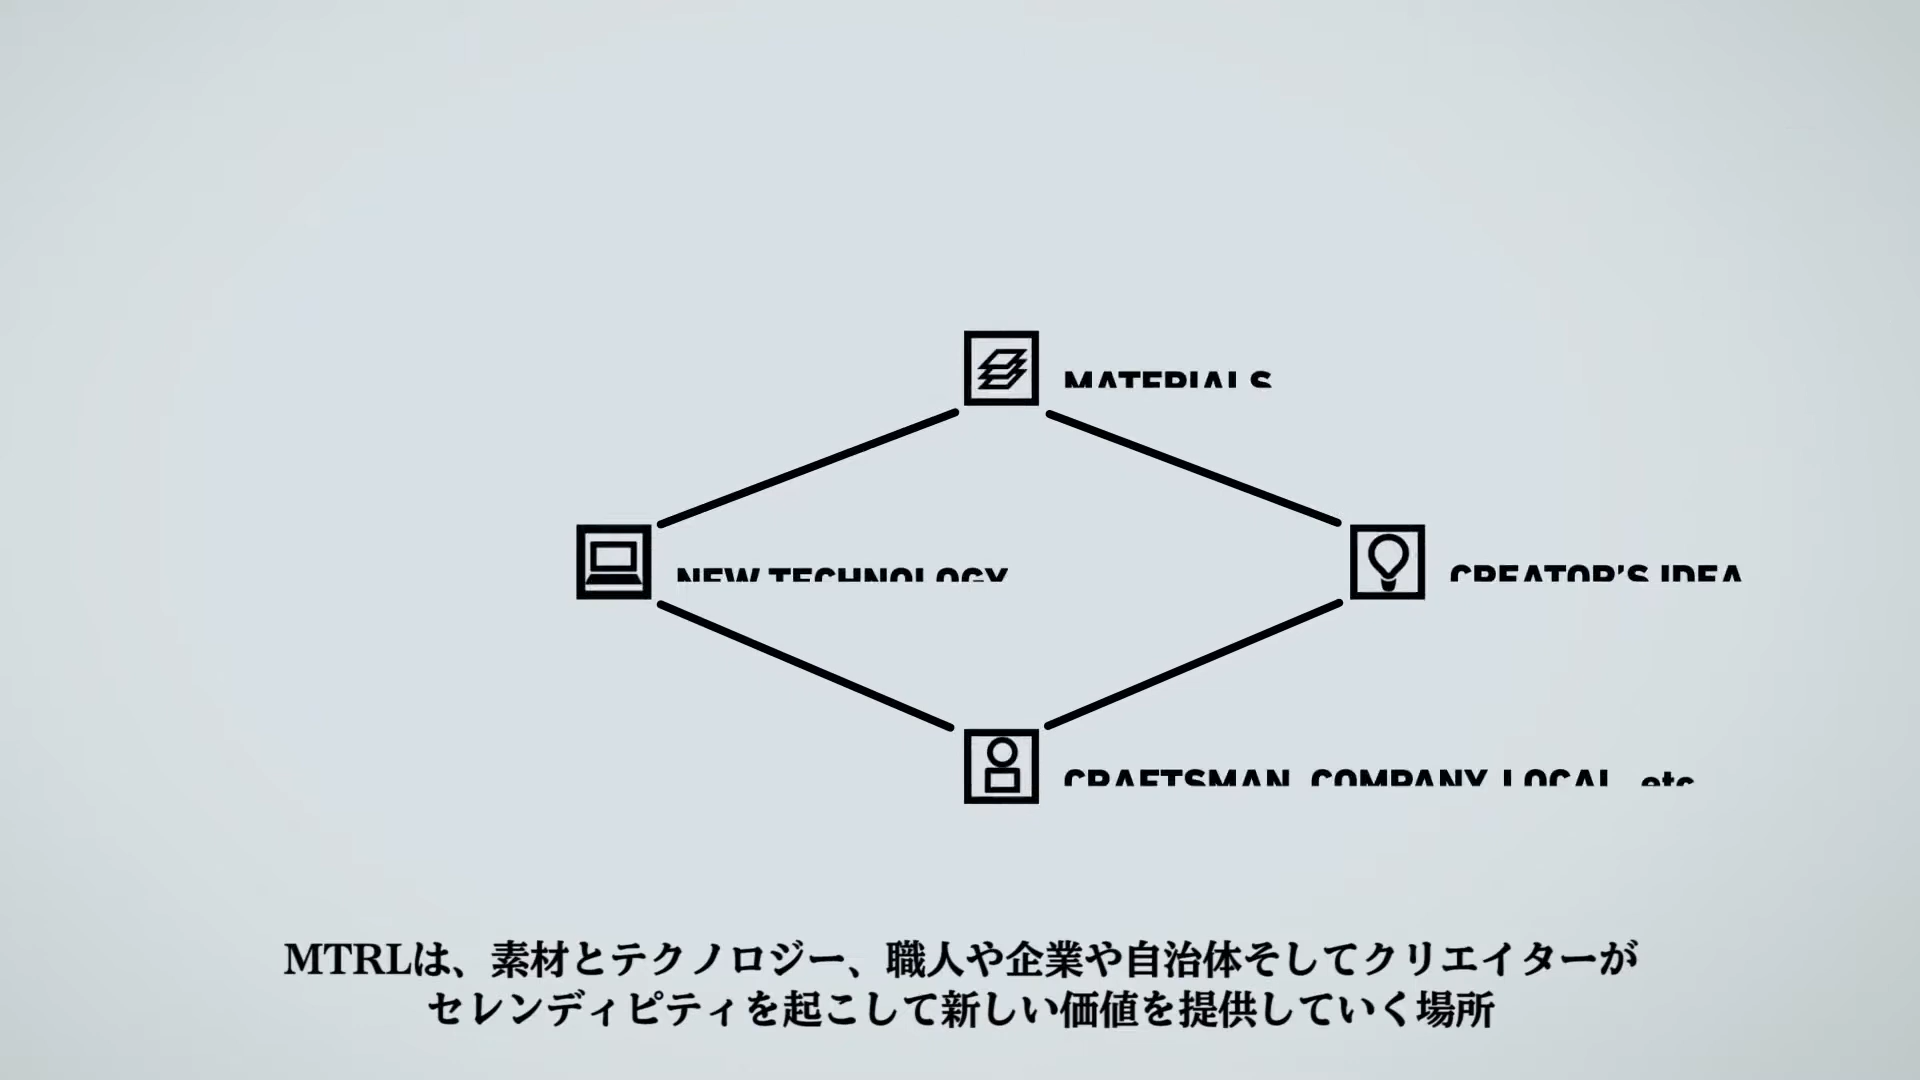 MATERIALS
NEW TECHNOLOGY
CREATOR'S IDEA
CRAFTSMAN, COMPANY, LOCAL...etc
MTRLは、素材とテクノロジー、職人や企業や自治体そしてクリエイターが
セレンディピティを起こして新しい価値を提供していく場所